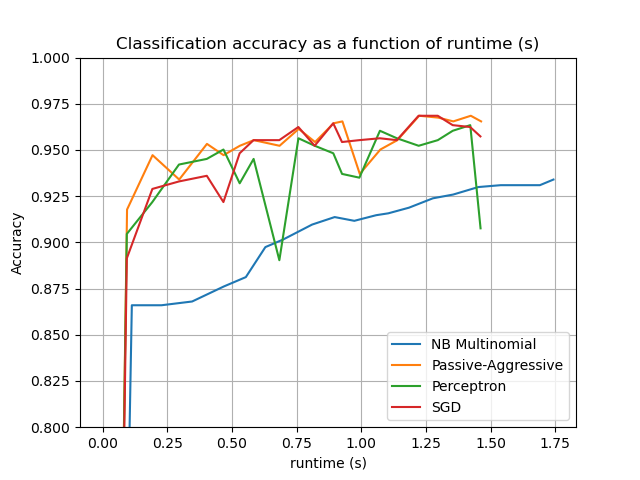 Classification accuracy as a function of runtime (s)
1.000
0.975
0.950
0.925
0.900
0.875
0.850
0.825
0.800
Accuracy
0.00 0.25 0.50 0.75 1.00 1.25 1.50 1.75
runtime (s)
NB Multinomial
Passive-Aggressive
Perceptron
SGD